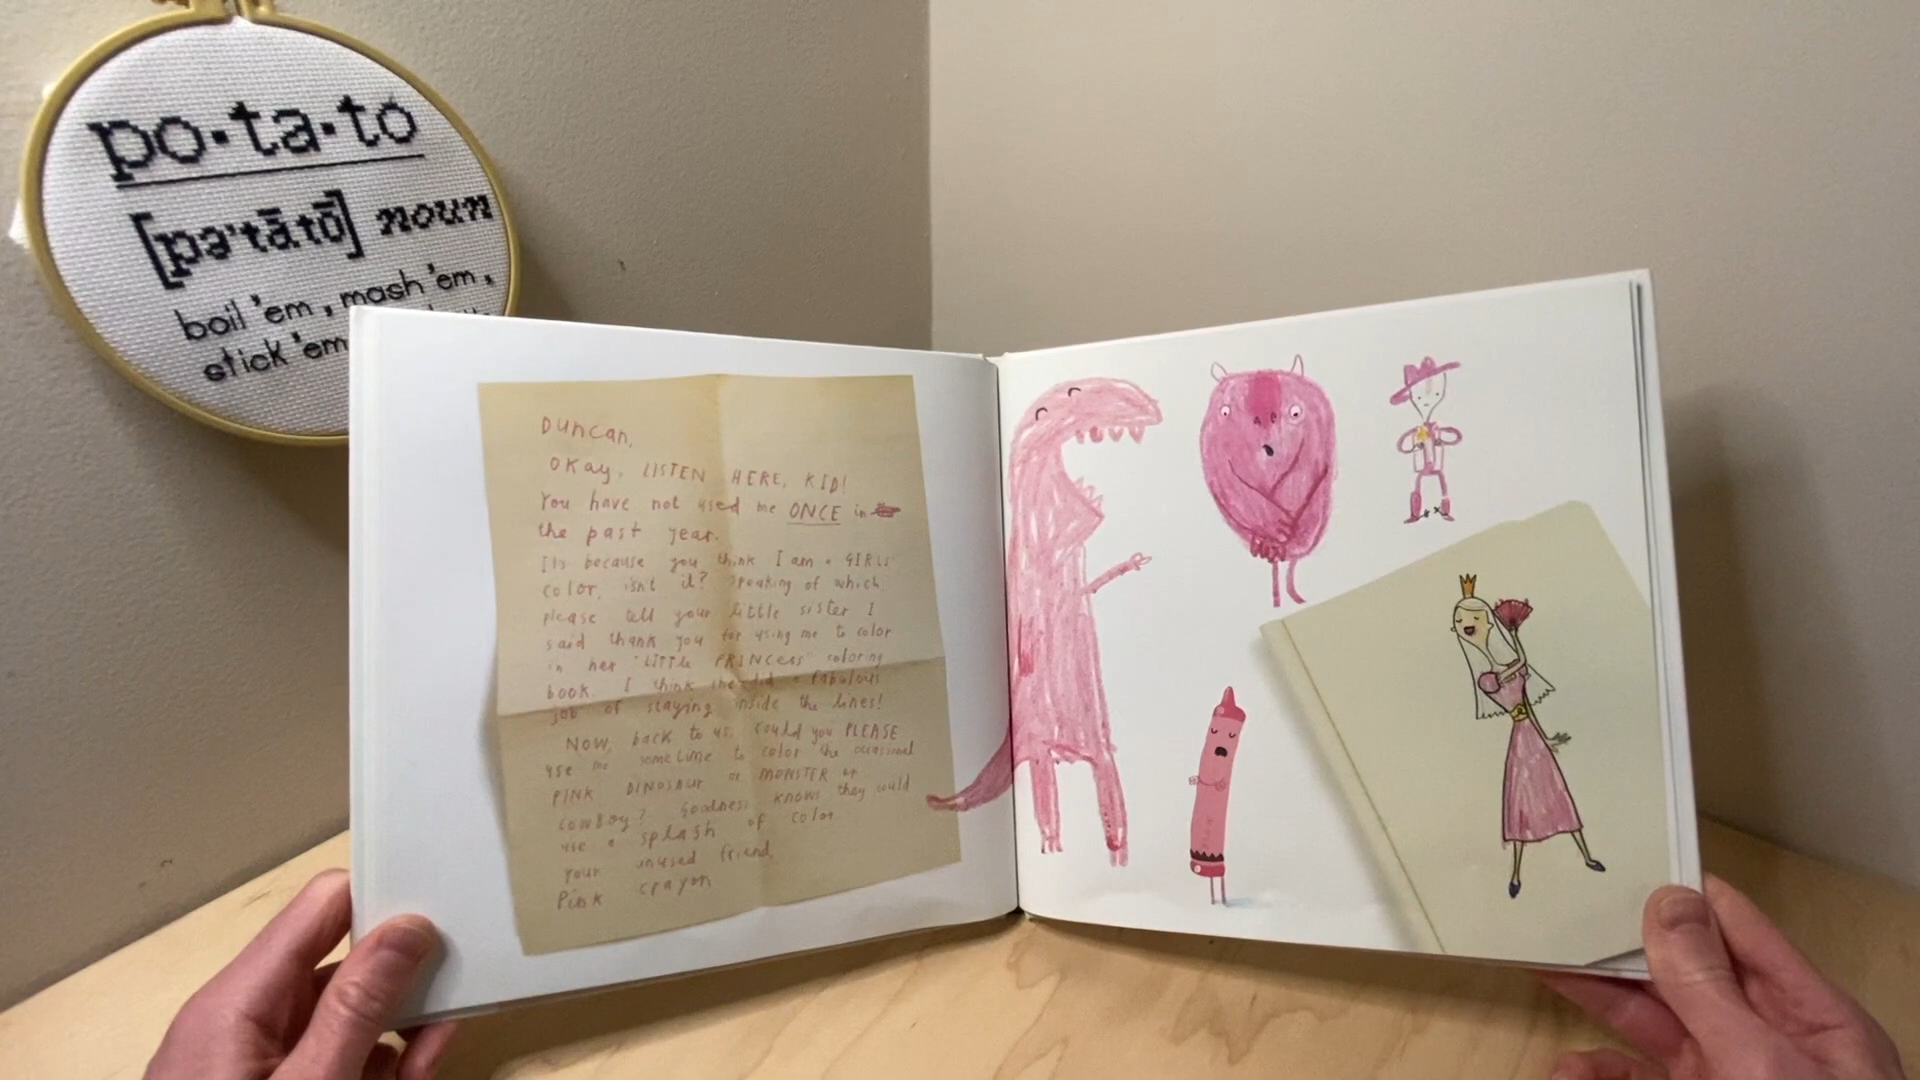 po·ta·to
[pə'tātō] noun
boil 'em, mash 'em,
stick 'em
Duncan,
Okay, LISTEN HERE, KID!
You have not used me ONCE in
the past year.
It's because you think I am a GIRLS'
color, isn't it? Speaking of which,
please tell your little sister I
said thank you for using me to color
in her "LITTLE PRINCESS" coloring
book. I think she did a fabulous
job of staying inside the lines!
NOW, back to us. Could you PLEASE
use me sometime to color the occasional
PINK DINOSAUR or MONSTER or
COWBOY? Goodness knows they could
use a splash of color.
Your unused friend,
Pink crayon